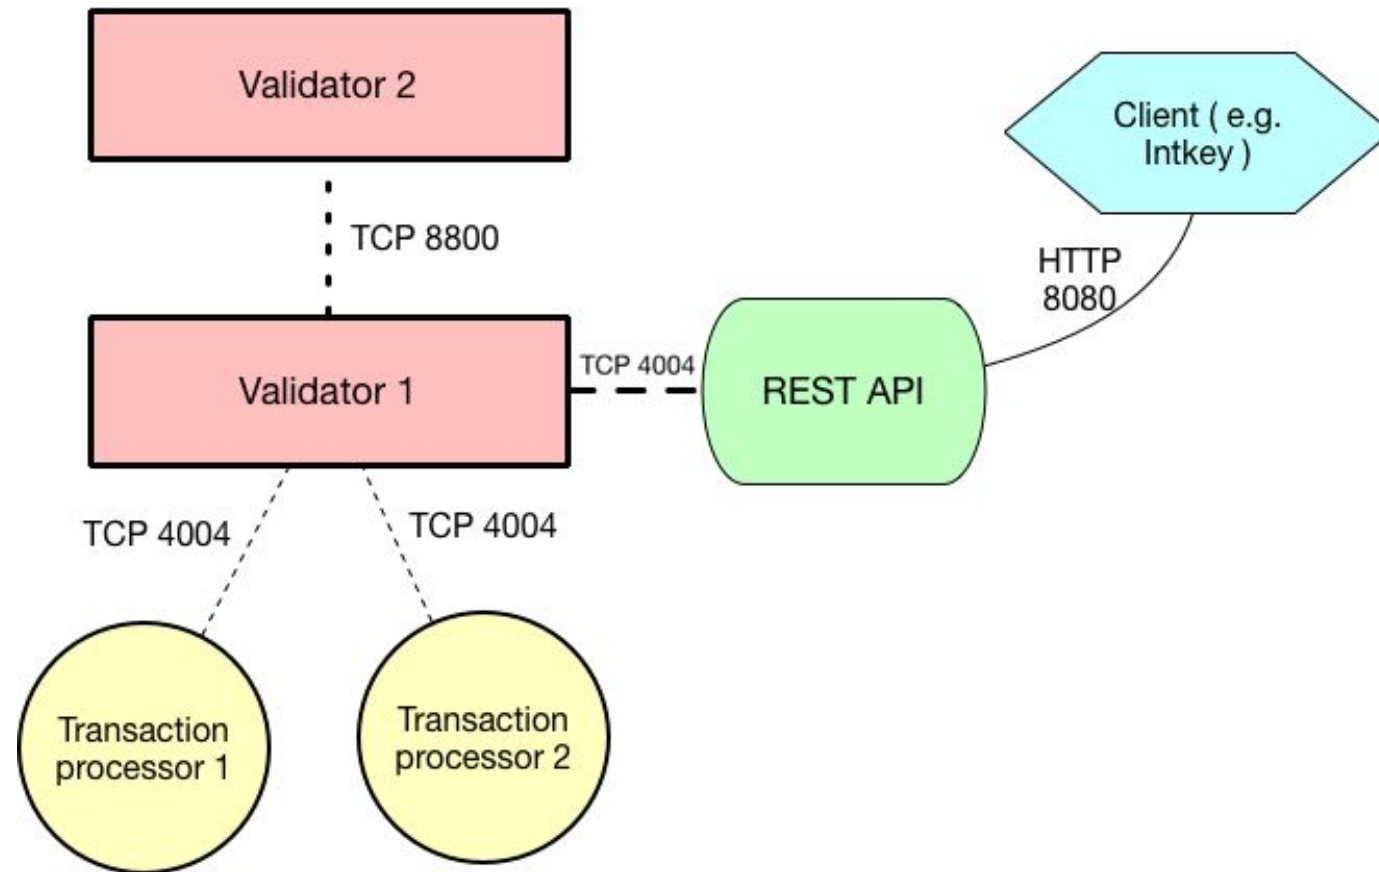 Validator 2
Client ( e.g.
Intkey )
TCP 8800
HTTP
8080
Validator 1
TCP 4004
REST API
TCP 4004
TCP 4004
Transaction
processor 1
Transaction
processor 2